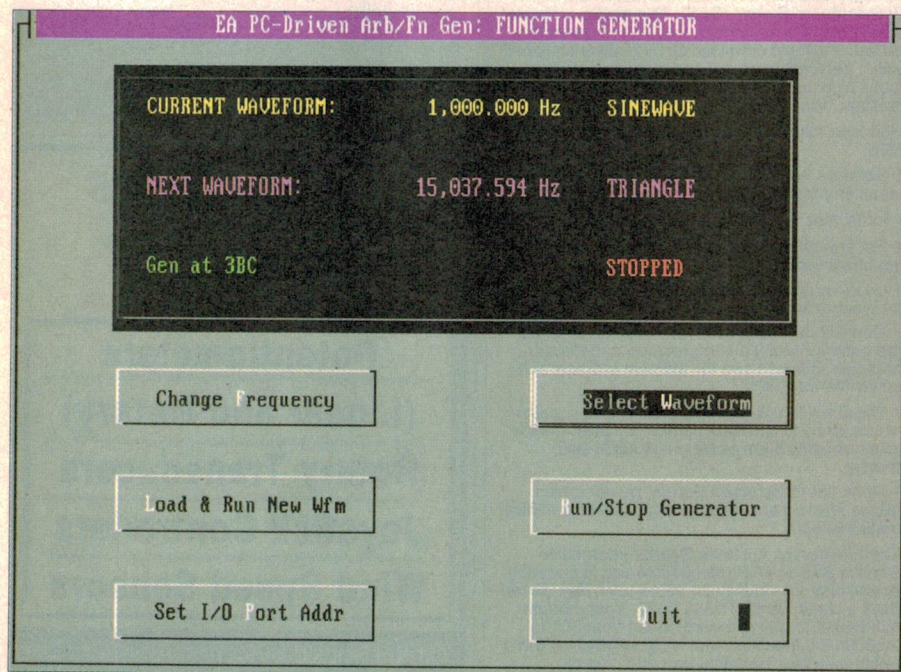 EA PC-Driven Arb/Fn Gen: FUNCTION GENERATOR
CURRENT WAVEFORM: 1,000.000 Hz SINEWAVE
NEXT WAVEFORM: 15,037.594 Hz TRIANGLE
Gen at 3BC STOPPED
Change Frequency
Select Waveform
Load & Run New Wfm
Run/Stop Generator
Set I/O Port Addr
Quit